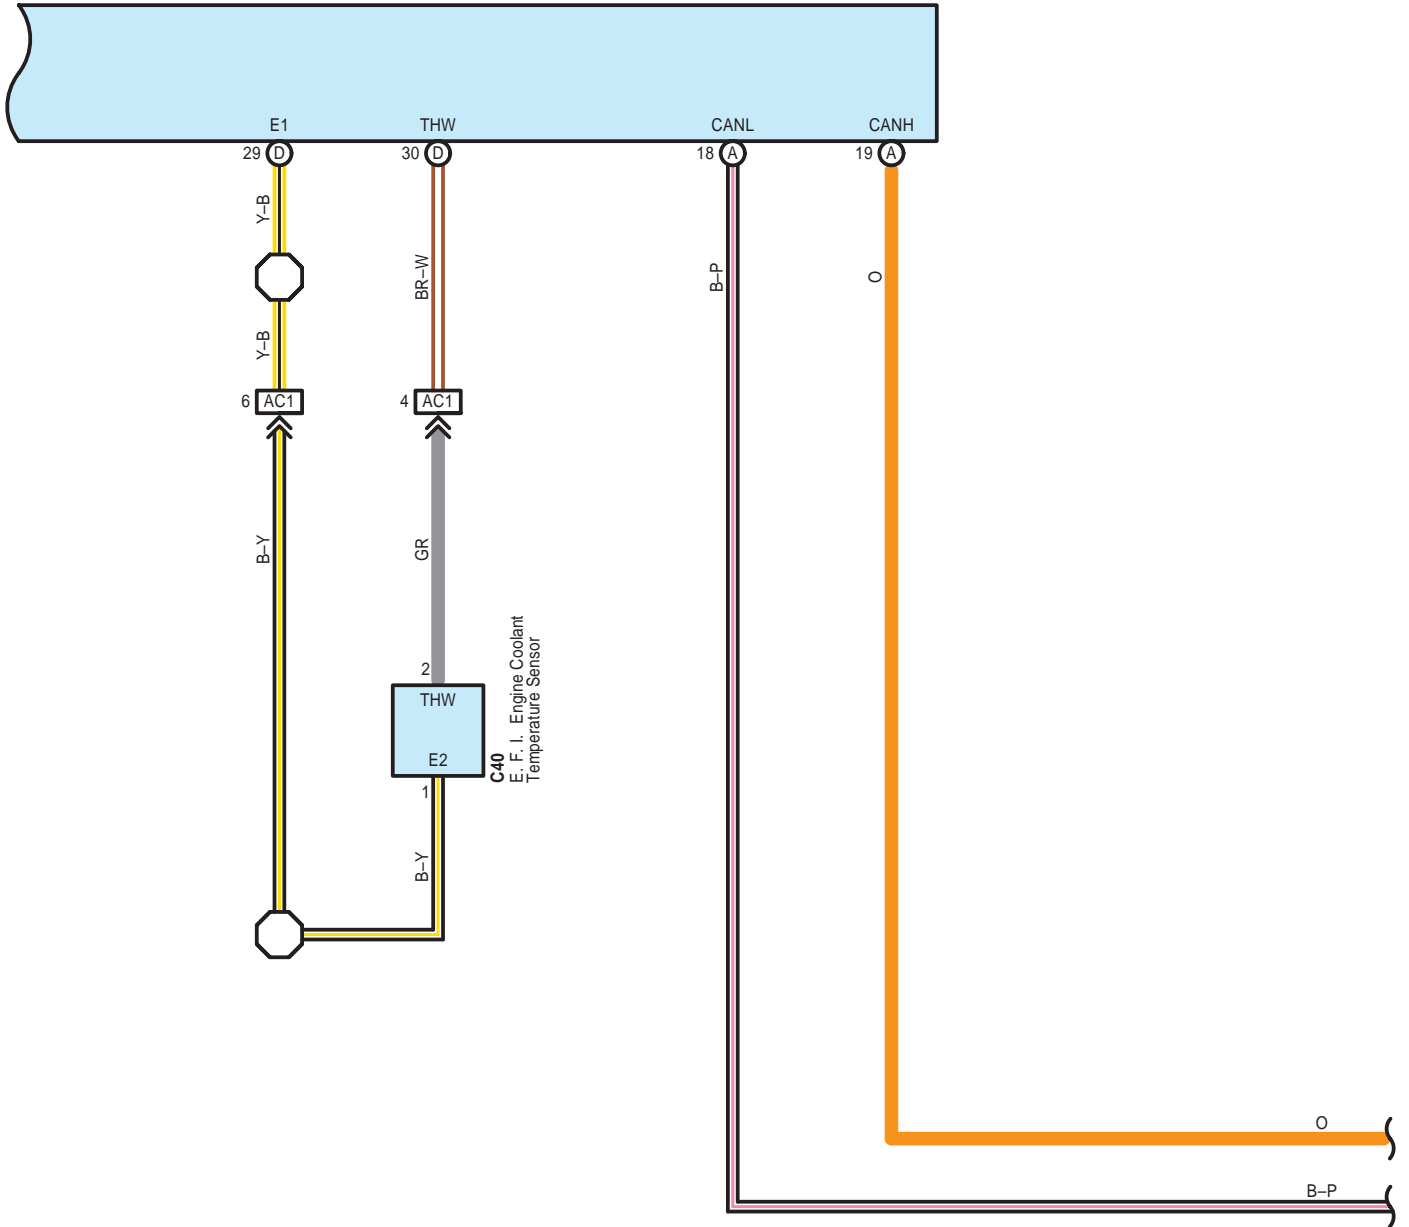 E1
THW
CANL
CANH
29 D
30 D
18 A
19 A
Y–B
BR–W
B–P
O
Y–B
6 AC1
4 AC1
B–Y
GR
2
THW
E2
1
C40
E. F. I. Engine Coolant
Temperature Sensor
B–Y
O
B–P